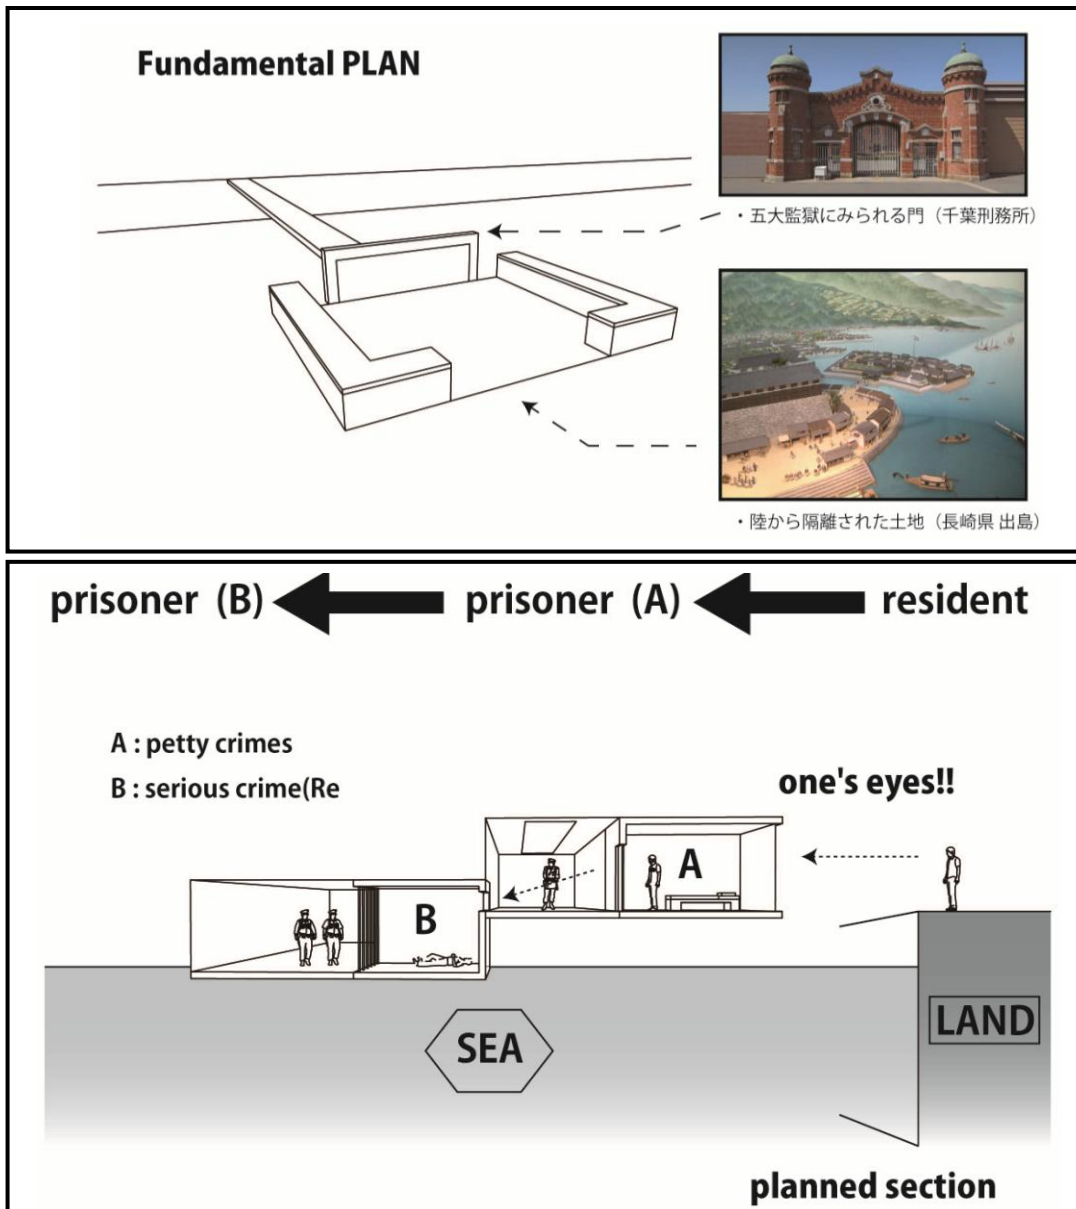 Fundamental PLAN
・五大監獄にみられる門（千葉刑務所）
・陸から隔離された土地（長崎県 出島）
prisoner (B) prisoner (A) resident
A : petty crimes
B : serious crime(Re
one's eyes!!
A
B
LAND
SEA
planned section